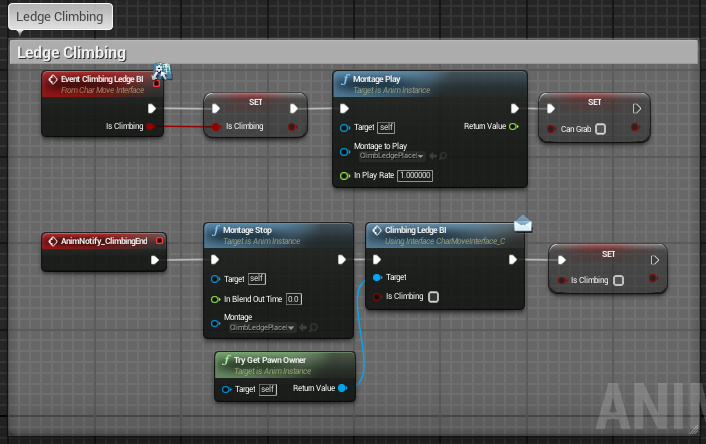 Ledge Climbing
Ledge Climbing
Event Climbing Ledge BI
From Char Move Interface
Is Climbing
SET
Is Climbing
Montage Play
Target is Anim Instance
Target self
Return Value
Montage to Play
ClimbLedgePlacel
In Play Rate 1.000000
SET
Can Grab
AnimNotify_ClimbingEnd
Montage Stop
Target is Anim Instance
Target self
In Blend Out Time 0.0
Montage
ClimbLedgePlacel
Climbing Ledge BI
Using Interface CharMoveInterface_C
Target
Is Climbing
SET
Is Climbing
Try Get Pawn Owner
Target is Anim Instance
Target self
Return Value
ANIM